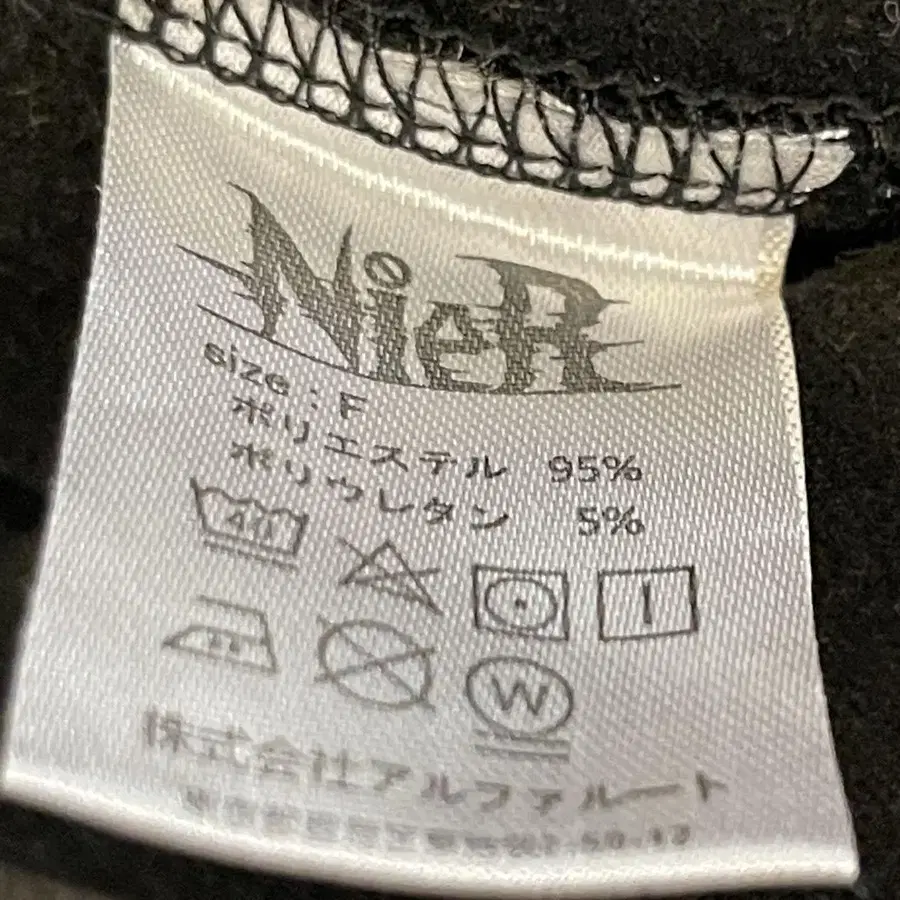 NieR
size : F
ポリエステル 95%
ポリウレタン 5%
40
W
株式会社アルファルート